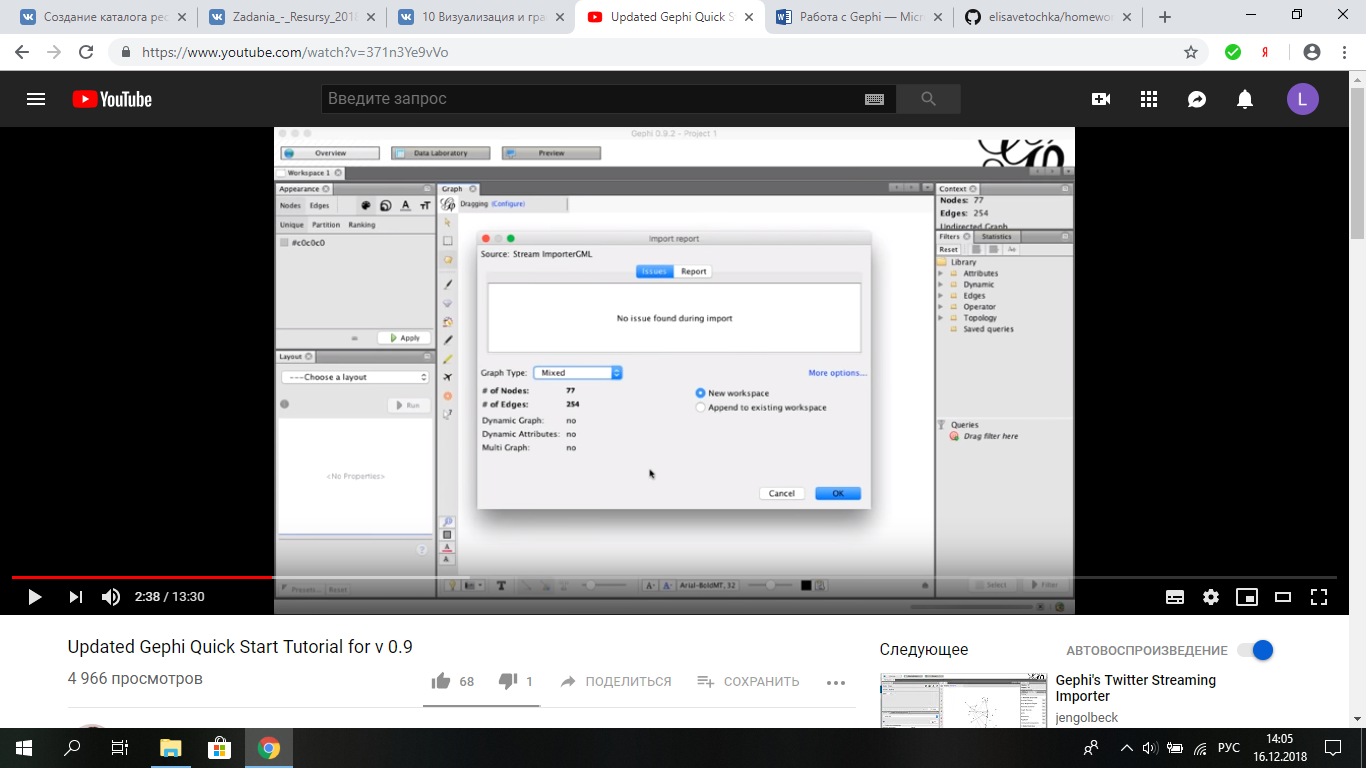 Создание каталога рес
Zadania_-_Resursy_2018
10 Визуализация и гра
Updated Gephi Quick S
Работа с Gephi — Micr
elisavetochka/homewor
https://www.youtube.com/watch?v=371n3Ye9vVo
Я
YouTube
Введите запрос
L
Gephi 0.9.2 - Project 1
Overview
Data Laboratory
Preview
Workspace 1
Appearance
Graph
Context
Nodes
Edges
Dragging
(Configure)
Nodes: 77
Edges: 254
Undirected Graph
Unique
Partition
Ranking
#c0c0c0
Filters
Statistics
Reset
Library
Attributes
Dynamic
Edges
Operator
Topology
Saved queries
Import report
Source: Stream ImporterGML
Issues
Report
No issue found during import
Apply
Layout
---Choose a layout
Run
<No Properties>
Graph Type:
Mixed
More options...
# of Nodes: 77
# of Edges: 254
Dynamic Graph: no
Dynamic Attributes: no
Multi Graph: no
New workspace
Append to existing workspace
Cancel
OK
Queries
Drag filter here
Presets...
Reset
Arial-BoldMT, 32
Select
Filter
2:38 / 13:30
Updated Gephi Quick Start Tutorial for v 0.9
4 966 просмотров
68
1
ПОДЕЛИТЬСЯ
СОХРАНИТЬ
Следующее
АВТОВОСПРОИЗВЕДЕНИЕ
Gephi's Twitter Streaming
Importer
jengolbeck
РУС
14:05
16.12.2018